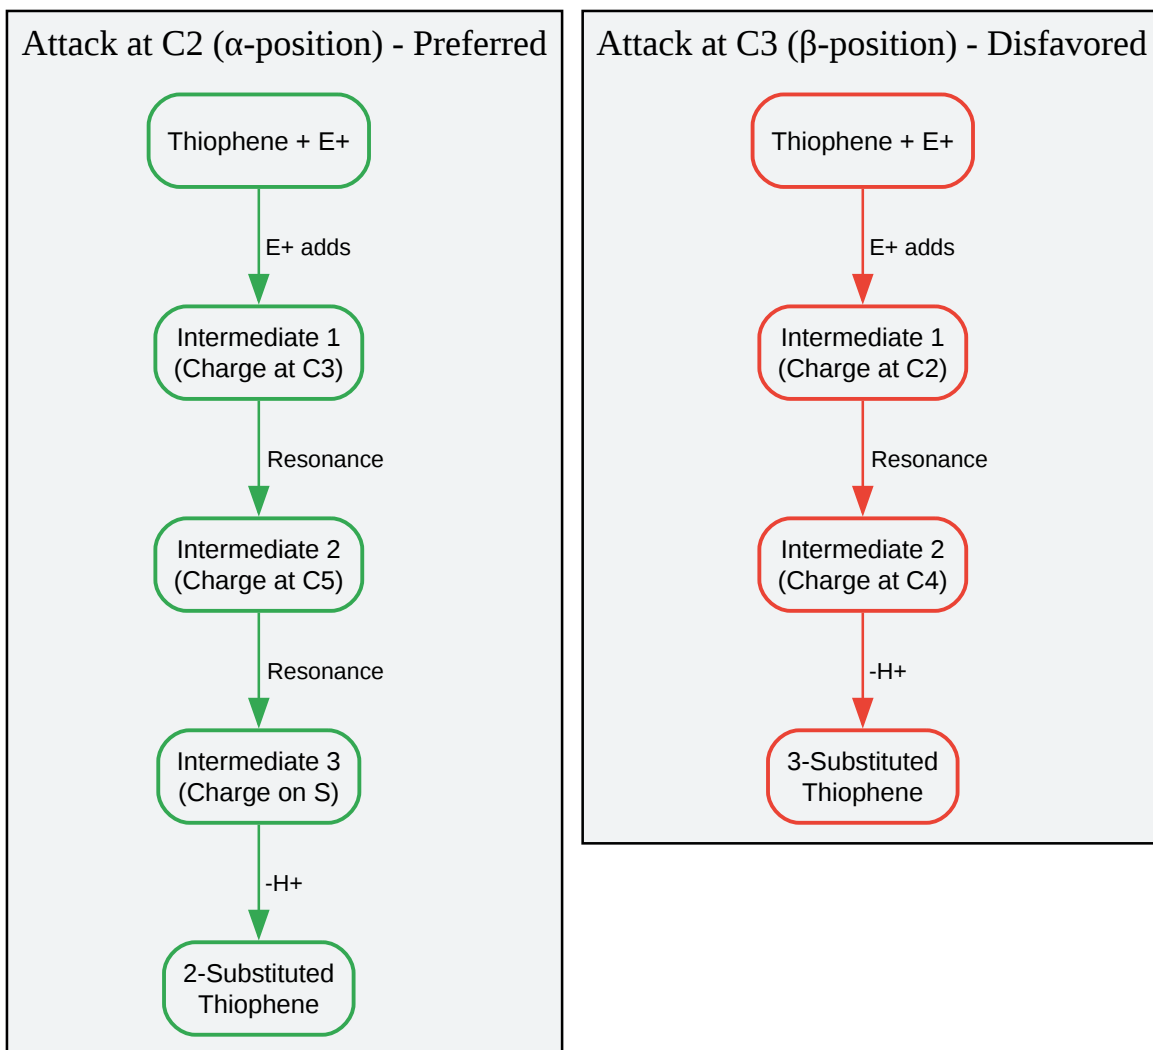 Attack at C2 (α-position) - Preferred
Thiophene + E+
E+ adds
Intermediate 1
(Charge at C3)
Resonance
Intermediate 2
(Charge at C5)
Resonance
Intermediate 3
(Charge on S)
-H+
2-Substituted
Thiophene
Attack at C3 (β-position) - Disfavored
Thiophene + E+
E+ adds
Intermediate 1
(Charge at C2)
Resonance
Intermediate 2
(Charge at C4)
-H+
3-Substituted
Thiophene